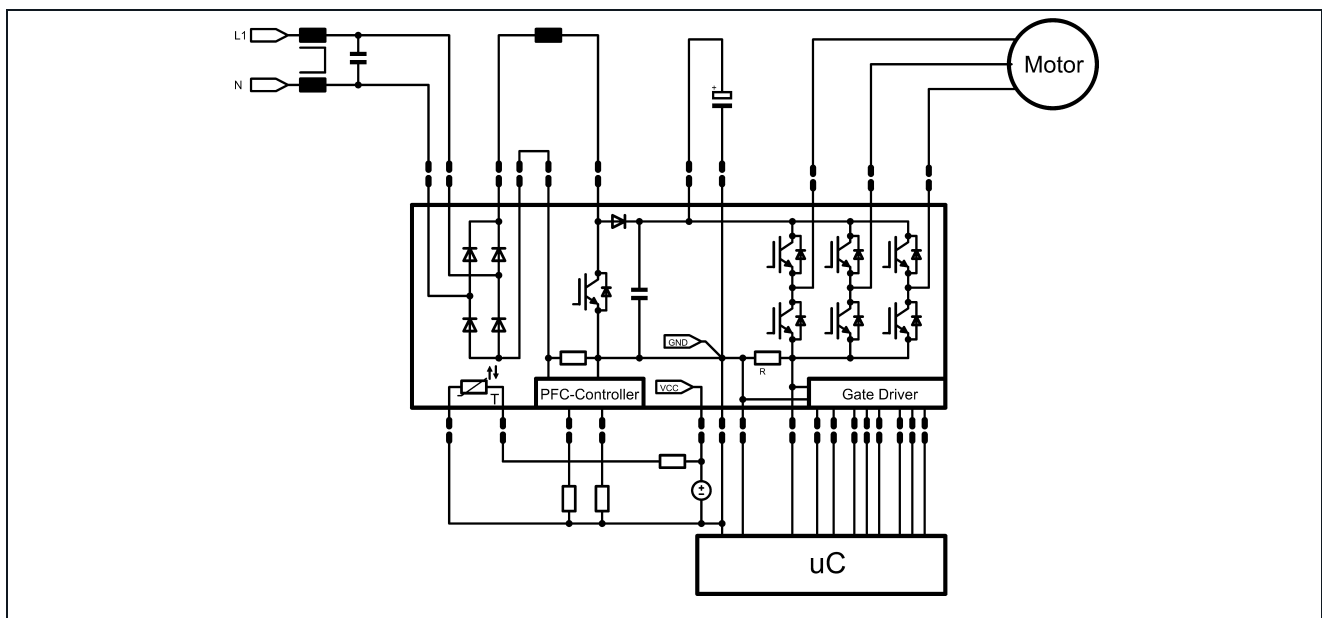 L1
N
Motor
+
GND
R
T
PFC-Controller
VCC
Gate Driver
+
−
uC